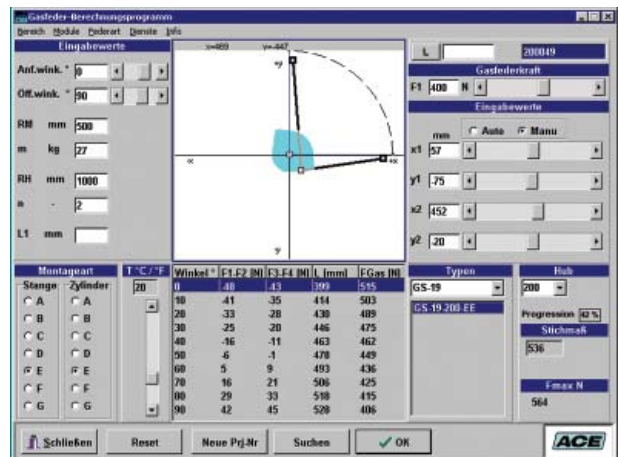 Gasfeder-Berechnungsprogramm
Bereich Module Federart Dienste Info
Eingabewerte
Anf.wink. ° 0
Öff.wink. ° 90
RM mm 500
m kg 27
RH mm 1000
n - 2
L1 mm
x=469 y=-447
+y
-x
+x
-y
L 200049
Gasfederkraft
F1 400 N
Eingabewerte
mm Auto Manu
x1 57
y1 -75
x2 452
y2 -20
Montageart
Stange Zylinder
A A
B B
C C
D D
E E
F F
G G
T °C/°F
20
Winkel ° F1-F2 [N] F3-F4 [N] L [mm] FGas [N]
0 -48 -43 399 515
10 -41 -35 414 503
20 -33 -28 430 489
30 -25 -20 446 475
40 -16 -11 463 462
50 -6 -1 478 449
60 5 9 493 436
70 16 21 506 425
80 29 33 518 415
90 42 45 528 406
Typen
GS-19
GS-19-200-EE
Hub
200
Progression 42 %
Stichmaß
536
Fmax N
564
Schließen Reset Neue Prj-Nr Suchen OK
ACE